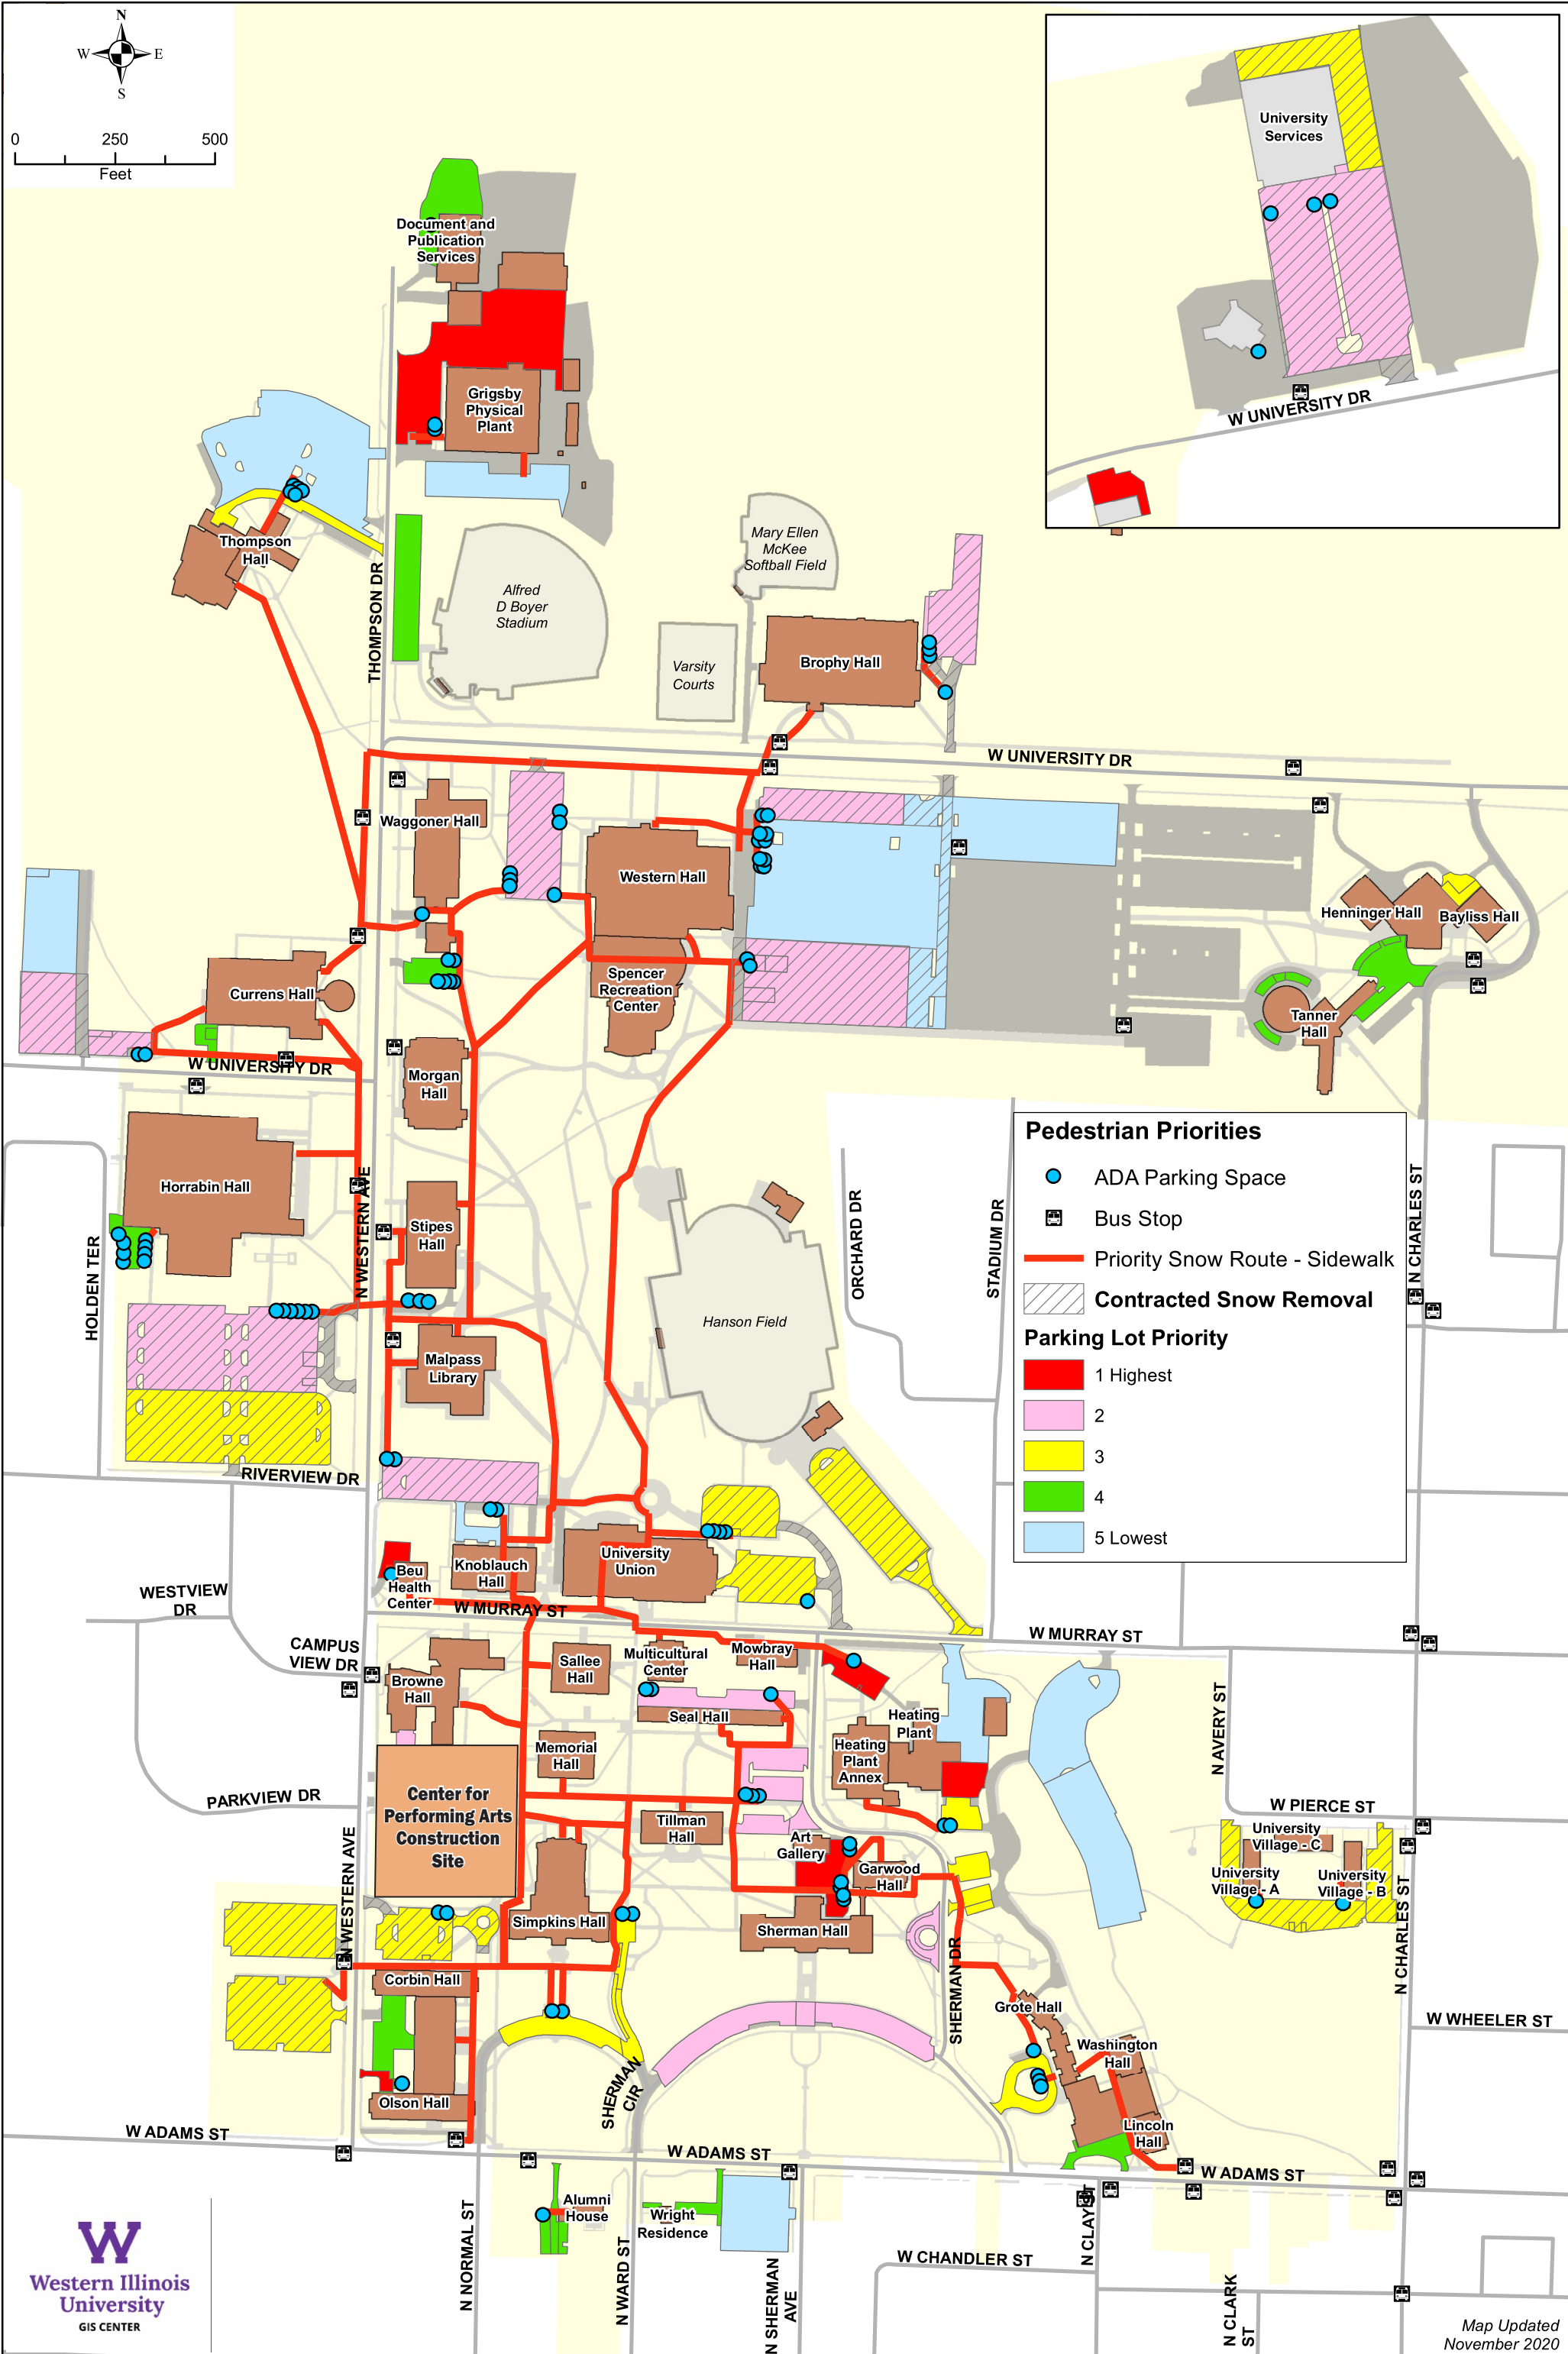 N
W
E
S
0
250
500
Feet
University
Services
W UNIVERSITY DR
Document and
Publication
Services
Grigsby
Physical
Plant
Thompson
Hall
THOMPSON DR
Alfred
D Boyer
Stadium
Mary Ellen
McKee
Softball Field
Varsity
Courts
Brophy Hall
W UNIVERSITY DR
Waggoner Hall
Western Hall
Henninger Hall
Bayliss Hall
Currens Hall
Spencer
Recreation
Center
Tanner
Hall
W UNIVERSITY DR
Morgan
Hall
Horrabin Hall
N WESTERN AVE
Stipes
Hall
HOLDEN TER
ORCHARD DR
STADIUM DR
N CHARLES ST
Hanson Field
Malpass
Library
Pedestrian Priorities
ADA Parking Space
Bus Stop
Priority Snow Route - Sidewalk
Contracted Snow Removal
Parking Lot Priority
1 Highest
2
3
4
5 Lowest
RIVERVIEW DR
Beu
Health
Center
Knoblauch
Hall
University
Union
WESTVIEW
DR
W MURRAY ST
W MURRAY ST
CAMPUS
VIEW DR
Browne
Hall
Sallee
Hall
Multicultural
Center
Mowbray
Hall
Seal Hall
Heating
Plant
Heating
Plant
Annex
Memorial
Hall
N AVERY ST
PARKVIEW DR
Center for
Performing Arts
Construction
Site
Tillman
Hall
Art
Gallery
Garwood
Hall
W PIERCE ST
University
Village - C
University
Village - A
University
Village - B
N WESTERN AVE
Simpkins Hall
Sherman Hall
SHERMAN DR
N CHARLES ST
Corbin Hall
Grote Hall
Washington
Hall
W WHEELER ST
Olson Hall
SHERMAN
CIR
Lincoln
Hall
W ADAMS ST
W ADAMS ST
W ADAMS ST
Alumni
House
Wright
Residence
N NORMAL ST
N WARD ST
N SHERMAN
AVE
W CHANDLER ST
N CLAY ST
N CLARK
ST
W
Western Illinois
University
GIS CENTER
Map Updated
November 2020